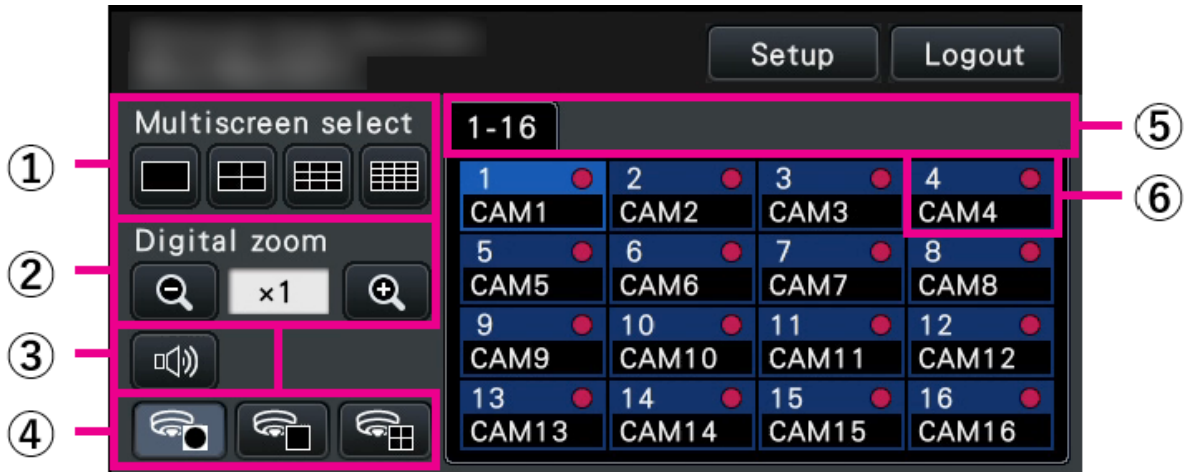 Setup Logout
Multiscreen select
1-16
① ⑤
1 2 3 4
⑥
CAM1 CAM2 CAM3 CAM4
Digital zoom
5 6 7 8
②
×1
CAM5 CAM6 CAM7 CAM8
9 10 11 12
③
CAM9 CAM10 CAM11 CAM12
13 14 15 16
④
CAM13 CAM14 CAM15 CAM16